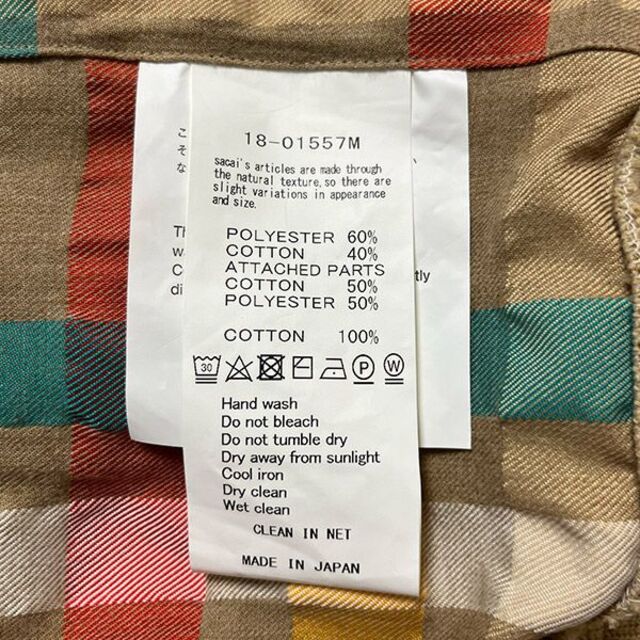 18-01557M
sacai's articles are made through
the natural texture, so there are
slight variations in appearance
and size.
POLYESTER 60%
COTTON 40%
ATTACHED PARTS
COTTON 50%
POLYESTER 50%
COTTON 100%
30
P
W
Hand wash
Do not bleach
Do not tumble dry
Dry away from sunlight
Cool iron
Dry clean
Wet clean
CLEAN IN NET
MADE IN JAPAN
こ
そ
な